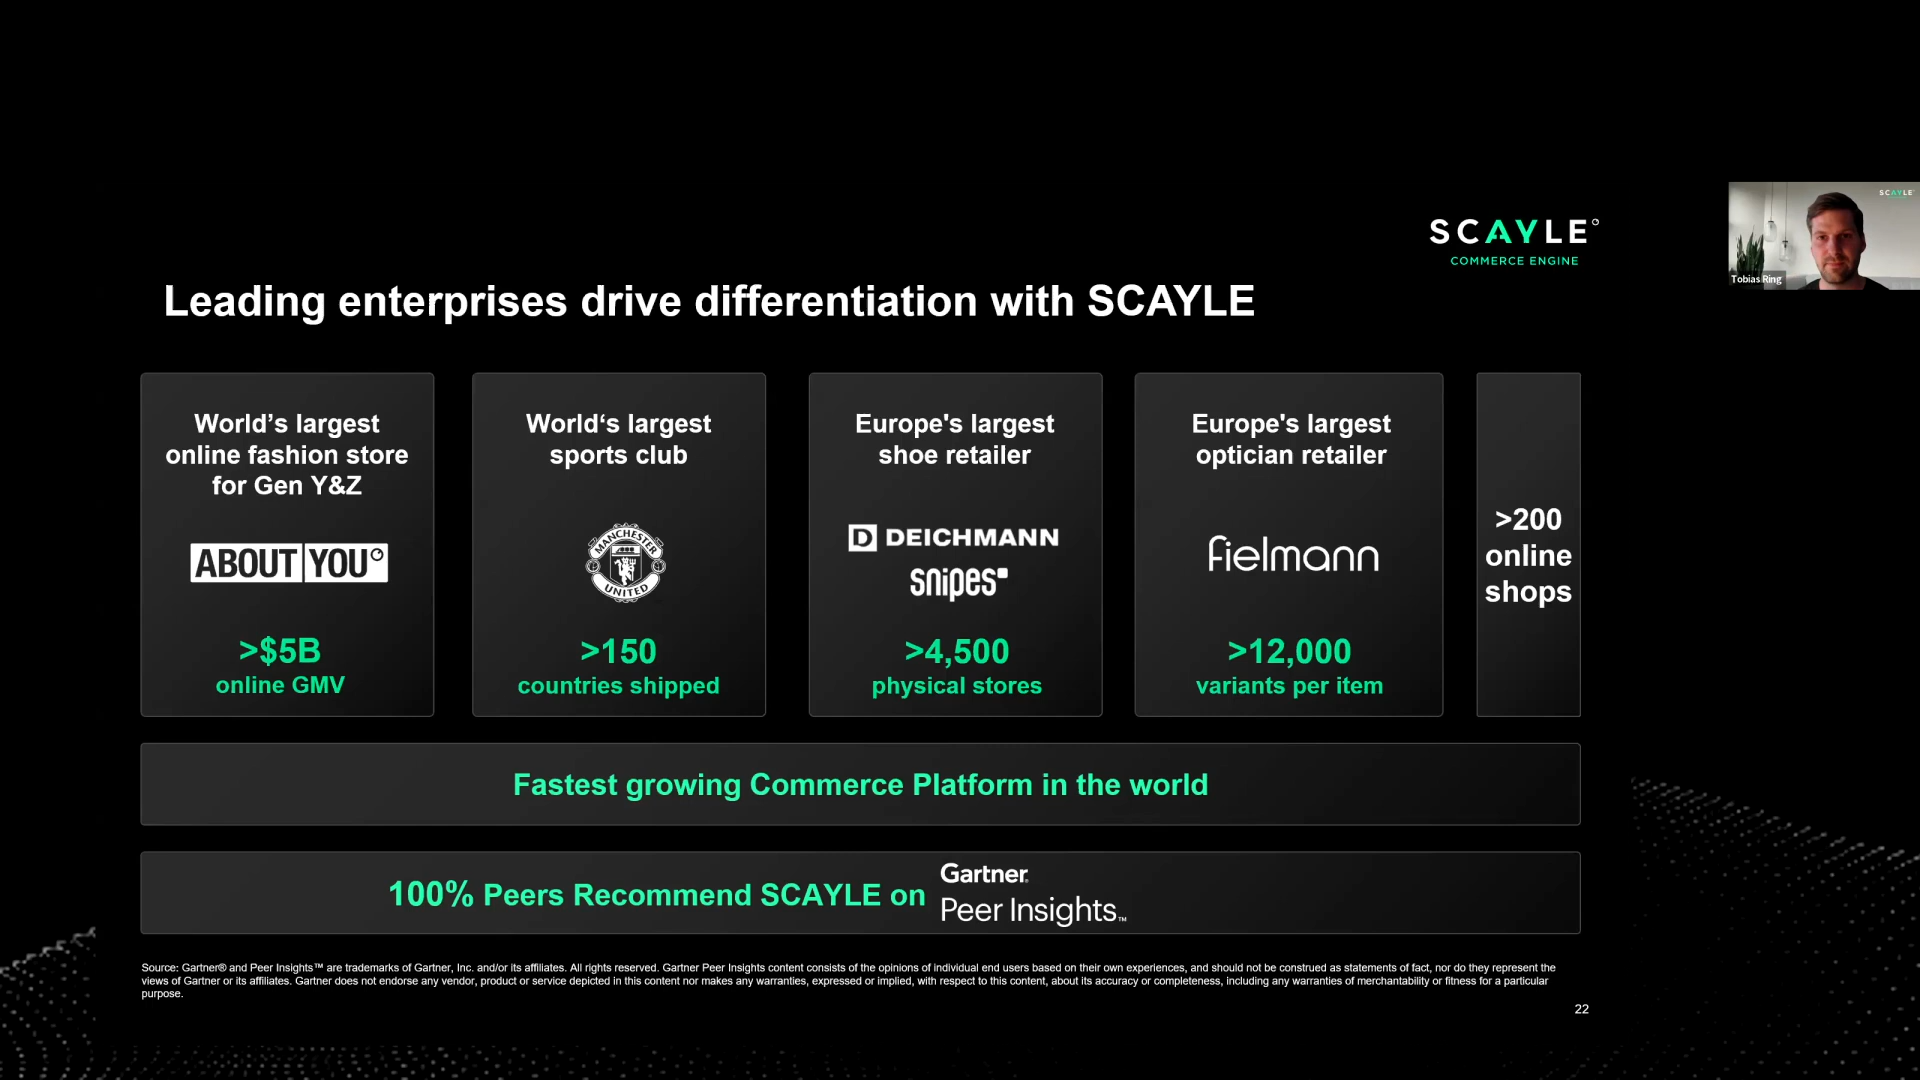 SCAYLE°
COMMERCE ENGINE
SCAYLE°
Tobias Ring
Leading enterprises drive differentiation with SCAYLE
World’s largest
online fashion store
for Gen Y&Z
ABOUT YOU°
>$5B
online GMV
World‘s largest
sports club
MANCHESTER
UNITED
>150
countries shipped
Europe's largest
shoe retailer
D DEICHMANN
snipes
>4,500
physical stores
Europe's largest
optician retailer
fielmann
>12,000
variants per item
>200
online
shops
Fastest growing Commerce Platform in the world
100% Peers Recommend SCAYLE on
Gartner
Peer Insights™
Source: Gartner® and Peer Insights™ are trademarks of Gartner, Inc. and/or its affiliates. All rights reserved. Gartner Peer Insights content consists of the opinions of individual end users based on their own experiences, and should not be construed as statements of fact, nor do they represent the
views of Gartner or its affiliates. Gartner does not endorse any vendor, product or service depicted in this content nor makes any warranties, expressed or implied, with respect to this content, about its accuracy or completeness, including any warranties of merchantability or fitness for a particular
purpose.
22